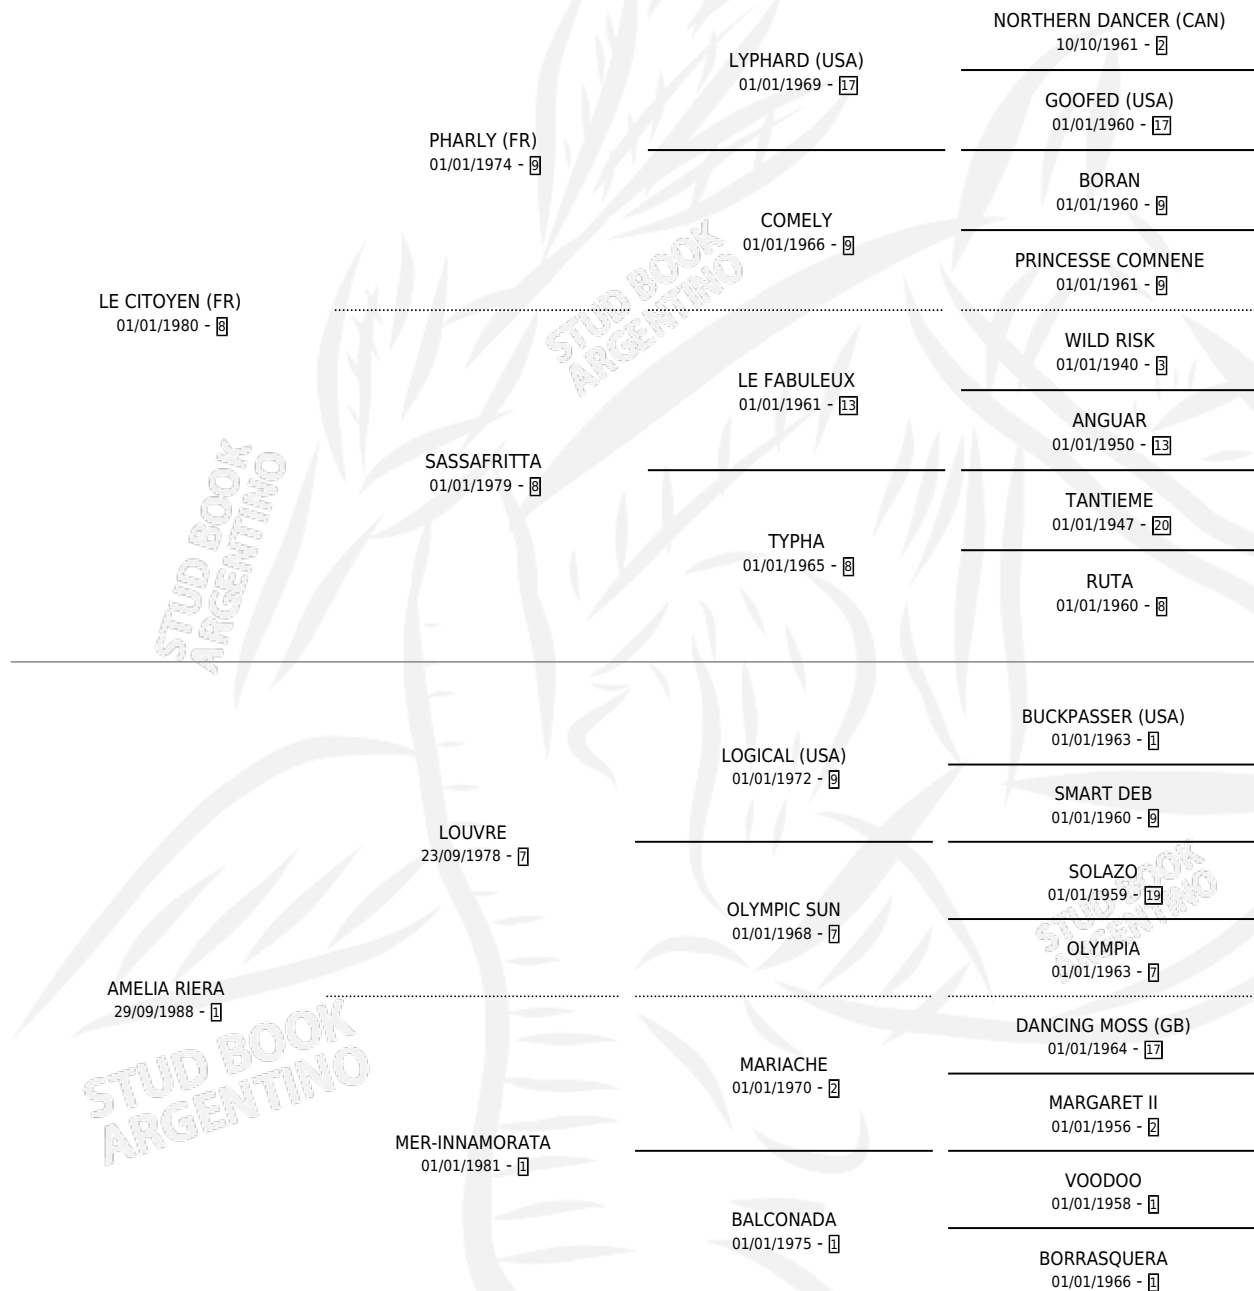 NORTHERN DANCER (CAN)
10/10/1961 - 2
LYPHARD (USA)
01/01/1969 - 17
GOOFED (USA)
01/01/1960 - 17
PHARLY (FR)
01/01/1974 - 9
BORAN
01/01/1960 - 9
COMELY
01/01/1966 - 9
PRINCESSE COMNENE
01/01/1961 - 9
LE CITOYEN (FR)
01/01/1980 - 8
WILD RISK
01/01/1940 - 3
LE FABULEUX
01/01/1961 - 13
ANGUAR
01/01/1950 - 13
SASSAFRITTA
01/01/1979 - 8
TANTIEME
01/01/1947 - 20
TYPHA
01/01/1965 - 8
RUTA
01/01/1960 - 8
BUCKPASSER (USA)
01/01/1963 - 1
LOGICAL (USA)
01/01/1972 - 9
SMART DEB
01/01/1960 - 9
LOUVRE
23/09/1978 - 7
SOLAZO
01/01/1959 - 19
OLYMPIC SUN
01/01/1968 - 7
OLYMPIA
01/01/1963 - 7
AMELIA RIERA
29/09/1988 - 1
DANCING MOSS (GB)
01/01/1964 - 17
MARIACHE
01/01/1970 - 2
MARGARET II
01/01/1956 - 2
MER-INNAMORATA
01/01/1981 - 1
VOODOO
01/01/1958 - 1
BALCONADA
01/01/1975 - 1
BORRASQUERA
01/01/1966 - 1
STUD BOOK
ARGENTINO
STUD BOOK
ARGENTINO
STUD BOOK
ARGENTINO
STUD BOOK
ARGENTINO